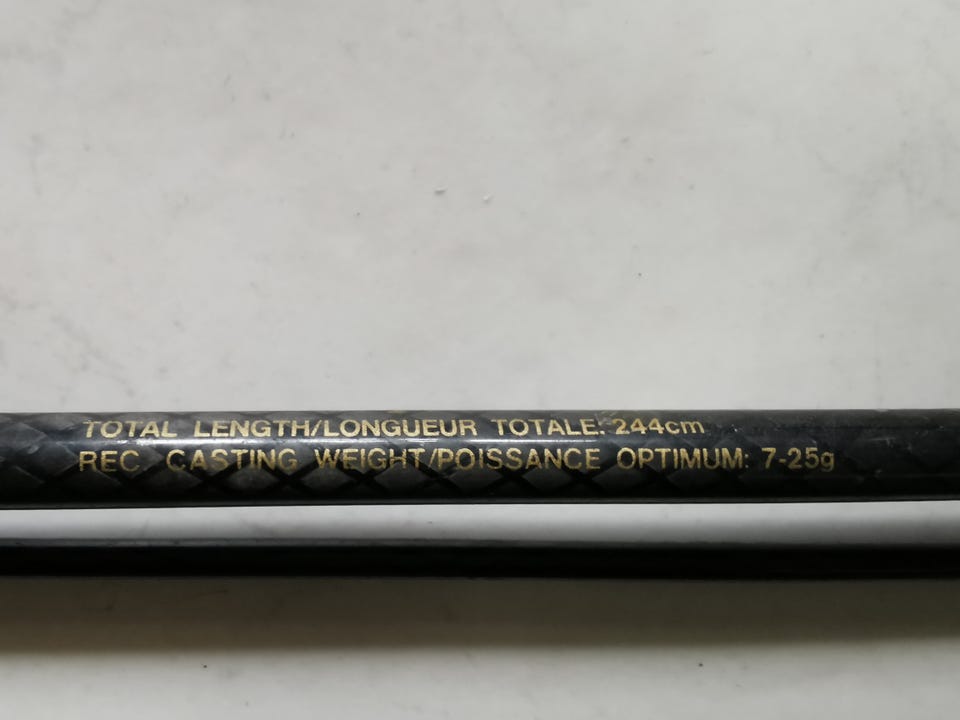 TOTAL LENGTH/LONGUEUR TOTALE: 244cm
REC CASTING WEIGHT/POISSANCE OPTIMUM: 7-25g